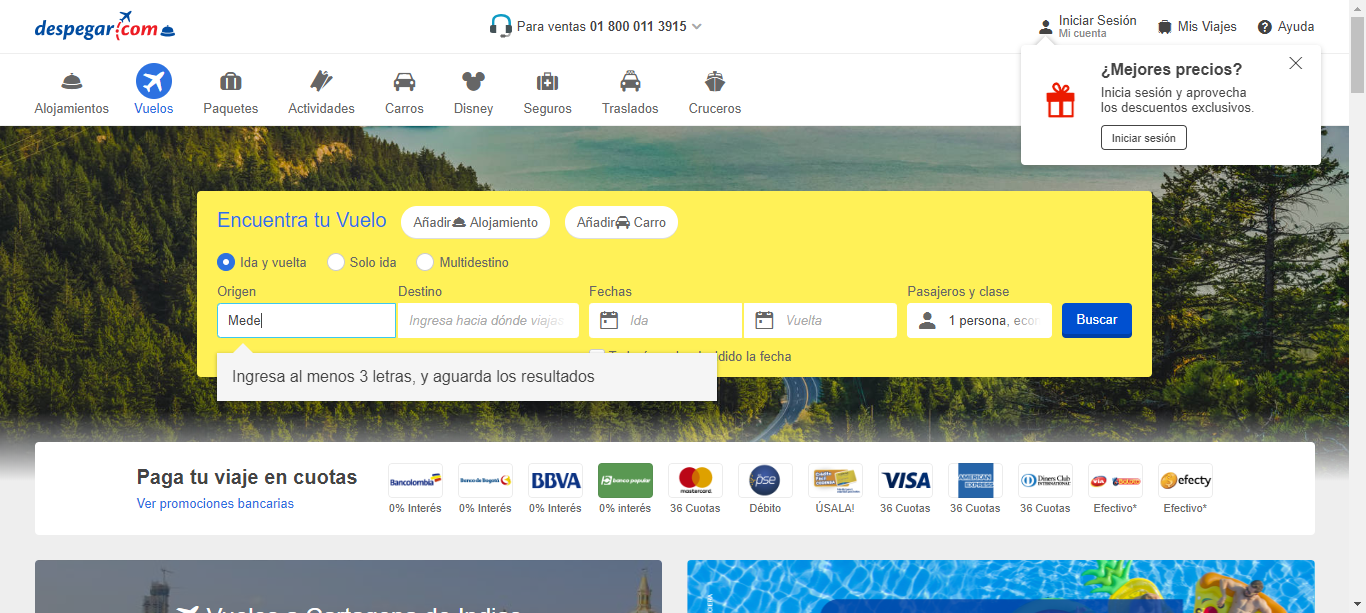 despegar.com
Para ventas 01 800 011 3915
Iniciar Sesión
Mi cuenta
Mis Viajes
Ayuda
¿Mejores precios?
Inicia sesión y aprovecha
los descuentos exclusivos.
Iniciar sesión
Alojamientos
Vuelos
Paquetes
Actividades
Carros
Disney
Seguros
Traslados
Cruceros
Encuentra tu Vuelo
Añadir Alojamiento
Añadir Carro
Ida y vuelta
Solo ida
Multidestino
Origen
Destino
Fechas
Pasajeros y clase
Mede
Ingresa hacia dónde viajas
Ida
Vuelta
1 persona, econ
Buscar
la fecha
Ingresa al menos 3 letras, y aguarda los resultados
Paga tu viaje en cuotas
Ver promociones bancarias
Bancolombia
0% Interés
Banco de Bogotá
0% Interés
BBVA
0% Interés
banco popular
0% interés
mastercard
36 Cuotas
pse
Débito
ÚSALA!
VISA
36 Cuotas
AMERICAN EXPRESS
36 Cuotas
Diners Club
INTERNATIONAL
36 Cuotas
via baloto
Efectivo*
efecty
Efectivo*
Vuelos a Cartagena de Indias